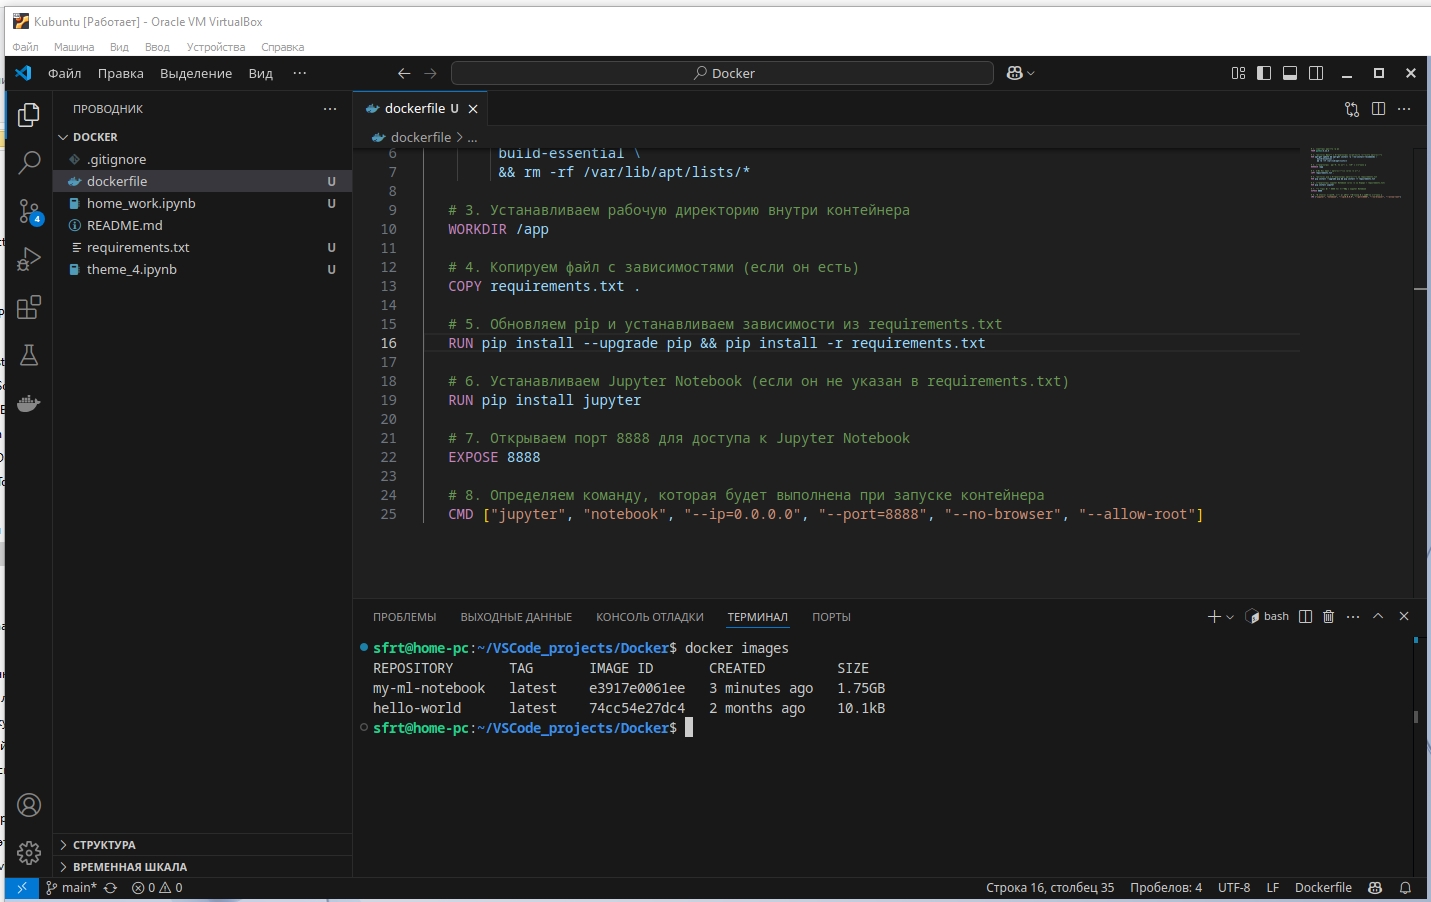 Kubuntu [Работает] - Oracle VM VirtualBox
Файл Машина Вид Ввод Устройства Справка
Файл Правка Выделение Вид ···
Docker
ПРОВОДНИК ···
DOCKER
.gitignore
dockerfile U
home_work.ipynb U
README.md
requirements.txt U
theme_4.ipynb U
4
СТРУКТУРА
ВРЕМЕННАЯ ШКАЛА
dockerfile U
dockerfile > ...
6 build-essential \
7 && rm -rf /var/lib/apt/lists/*
8
9 # 3. Устанавливаем рабочую директорию внутри контейнера
10 WORKDIR /app
11
12 # 4. Копируем файл с зависимостями (если он есть)
13 COPY requirements.txt .
14
15 # 5. Обновляем pip и устанавливаем зависимости из requirements.txt
16 RUN pip install --upgrade pip && pip install -r requirements.txt
17
18 # 6. Устанавливаем Jupyter Notebook (если он не указан в requirements.txt)
19 RUN pip install jupyter
20
21 # 7. Открываем порт 8888 для доступа к Jupyter Notebook
22 EXPOSE 8888
23
24 # 8. Определяем команду, которая будет выполнена при запуске контейнера
25 CMD ["jupyter", "notebook", "--ip=0.0.0.0", "--port=8888", "--no-browser", "--allow-root"]
ПРОБЛЕМЫ ВЫХОДНЫЕ ДАННЫЕ КОНСОЛЬ ОТЛАДКИ ТЕРМИНАЛ ПОРТЫ
bash
sfrt@home-pc:~/VSCode_projects/Docker$ docker images
REPOSITORY TAG IMAGE ID CREATED SIZE
my-ml-notebook latest e3917e0061ee 3 minutes ago 1.75GB
hello-world latest 74cc54e27dc4 2 months ago 10.1kB
sfrt@home-pc:~/VSCode_projects/Docker$
main* 0 0
Строка 16, столбец 35 Пробелов: 4 UTF-8 LF Dockerfile